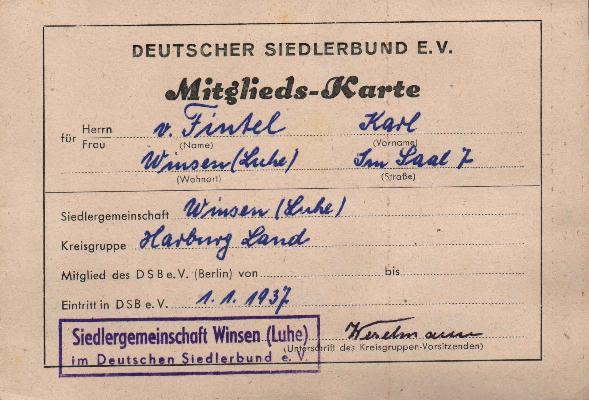 DEUTSCHER SIEDLERBUND E.V.
Mitglieds-Karte
für Herrn Frau v. Fintel Karl
(Name) (Vorname)
Winsen (Luhe) Im Saal 7
(Wohnort) (Straße)
Siedlergemeinschaft Winsen (Luhe)
Kreisgruppe Harburg Land
Mitglied des DSB e.V. (Berlin) von bis
Eintritt in DSB e.V. 1.1.1937
Siedlergemeinschaft Winsen (Luhe)
im Deutschen Siedlerbund e. V.
(Unterschrift des Kreisgruppen-Vorsitzenden)